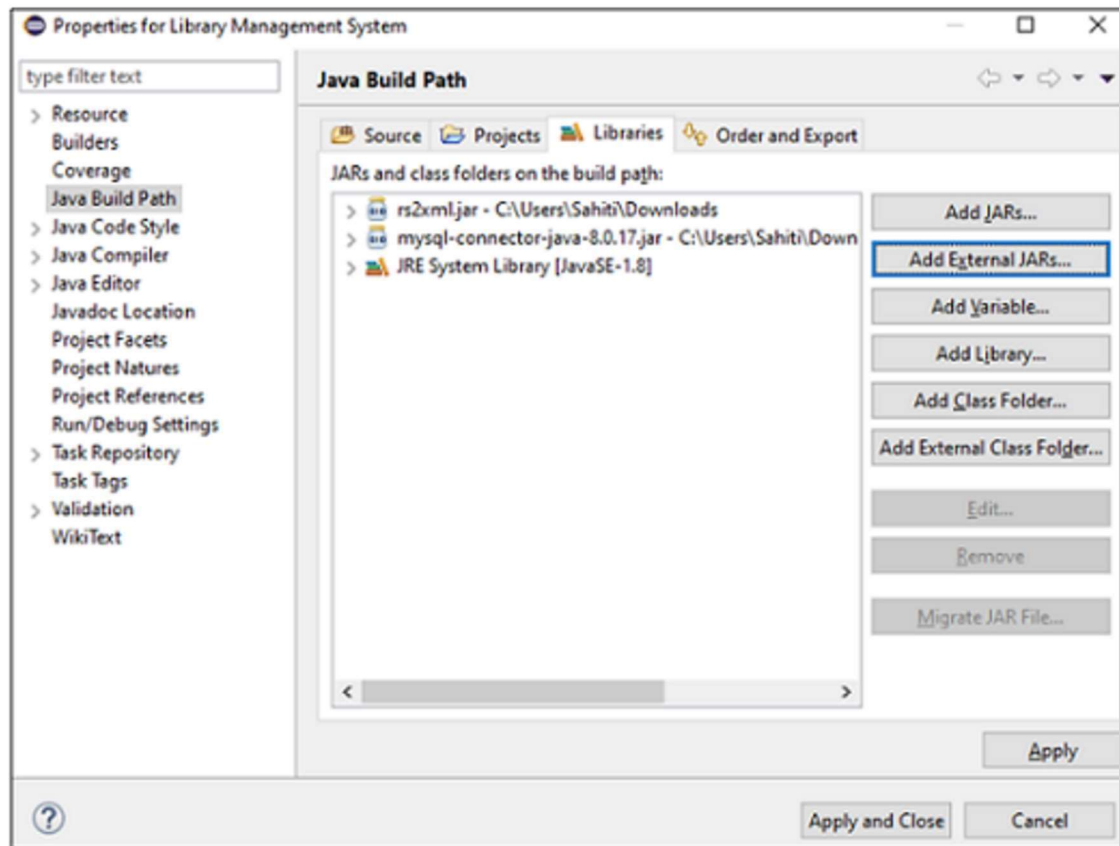 Properties for Library Management System
type filter text
Resource
Builders
Coverage
Java Build Path
Java Code Style
Java Compiler
Java Editor
Javadoc Location
Project Facets
Project Natures
Project References
Run/Debug Settings
Task Repository
Task Tags
Validation
WikiText
Java Build Path
Source Projects Libraries Order and Export
JARs and class folders on the build path:
rs2xml.jar - C:\Users\Sahiti\Downloads
mysql-connector-java-8.0.17.jar - C:\Users\Sahiti\Down
JRE System Library [JavaSE-1.8]
Add JARs...
Add External JARs...
Add Variable...
Add Library...
Add Class Folder...
Add External Class Folder...
Edit...
Remove
Migrate JAR File...
Apply
?
Apply and Close
Cancel